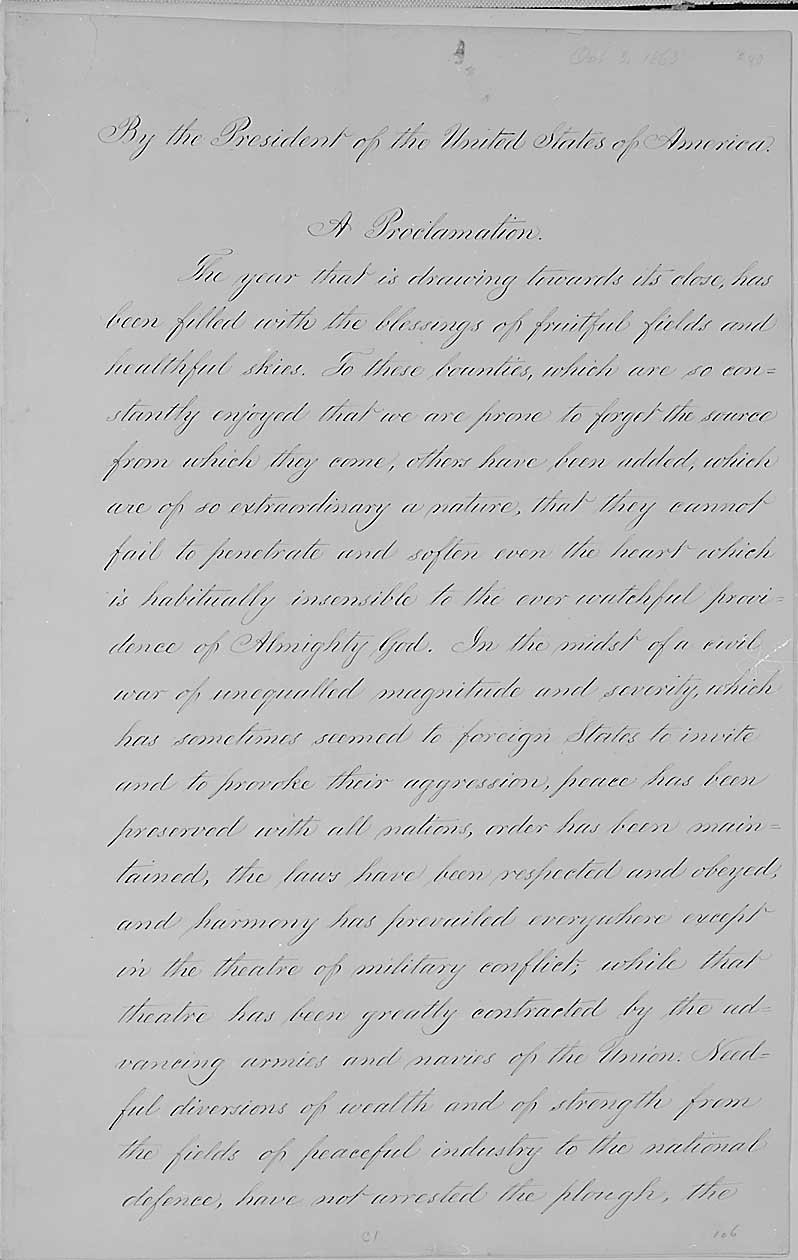 Oct 3, 1863
By the President of the United States of America.
A Proclamation.
The year that is drawing towards its close, has
been filled with the blessings of fruitful fields and
healthful skies. To these bounties, which are so con=
stantly enjoyed that we are prone to forget the source
from which they come, others have been added, which
are of so extraordinary a nature, that they cannot
fail to penetrate and soften even the heart which
is habitually insensible to the ever watchful provi=
dence of Almighty God. In the midst of a civil
war of unequalled magnitude and severity, which
has sometimes seemed to foreign States to invite
and to provoke their aggression, peace has been
preserved with all nations, order has been main=
tained, the laws have been respected and obeyed,
and harmony has prevailed everywhere except
in the theatre of military conflict; while that
theatre has been greatly contracted by the ad=
vancing armies and navies of the Union. Need=
ful diversions of wealth and of strength from
the fields of peaceful industry to the national
defence, have not arrested the plough, the
106